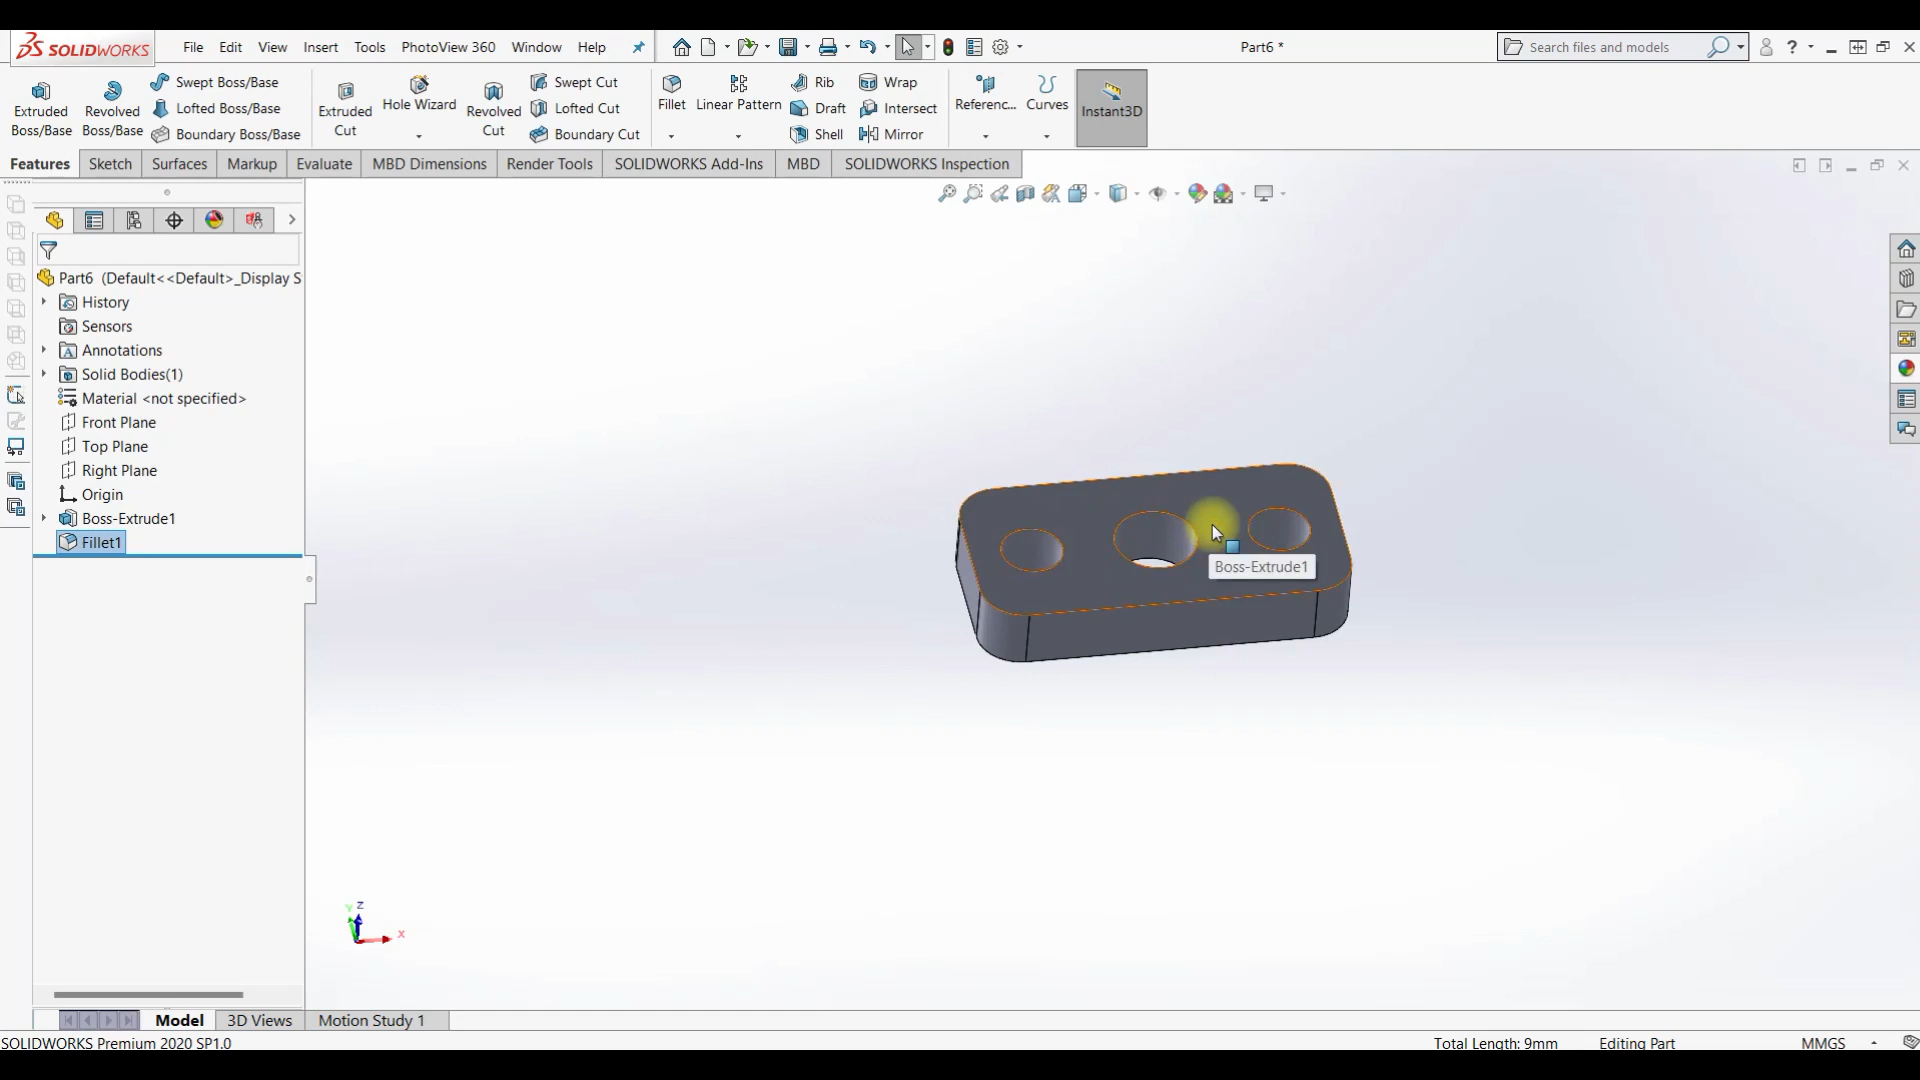 SOLIDWORKS File Edit View Insert Tools PhotoView 360 Window Help Part6 * Search files and models ?
Extruded Boss/Base
Revolved Boss/Base
Swept Boss/Base
Lofted Boss/Base
Boundary Boss/Base
Extruded Cut
Hole Wizard
Revolved Cut
Swept Cut
Lofted Cut
Boundary Cut
Fillet
Linear Pattern
Rib
Draft
Shell
Wrap
Intersect
Mirror
Referenc...
Curves
Instant3D
Features Sketch Surfaces Markup Evaluate MBD Dimensions Render Tools SOLIDWORKS Add-Ins MBD SOLIDWORKS Inspection
Part6 (Default<<Default>_Display S
History
Sensors
Annotations
Solid Bodies(1)
Material <not specified>
Front Plane
Top Plane
Right Plane
Origin
Boss-Extrude1
Fillet1
Boss-Extrude1
Y Z
X
Model 3D Views Motion Study 1
SOLIDWORKS Premium 2020 SP1.0 Total Length: 9mm Editing Part MMGS